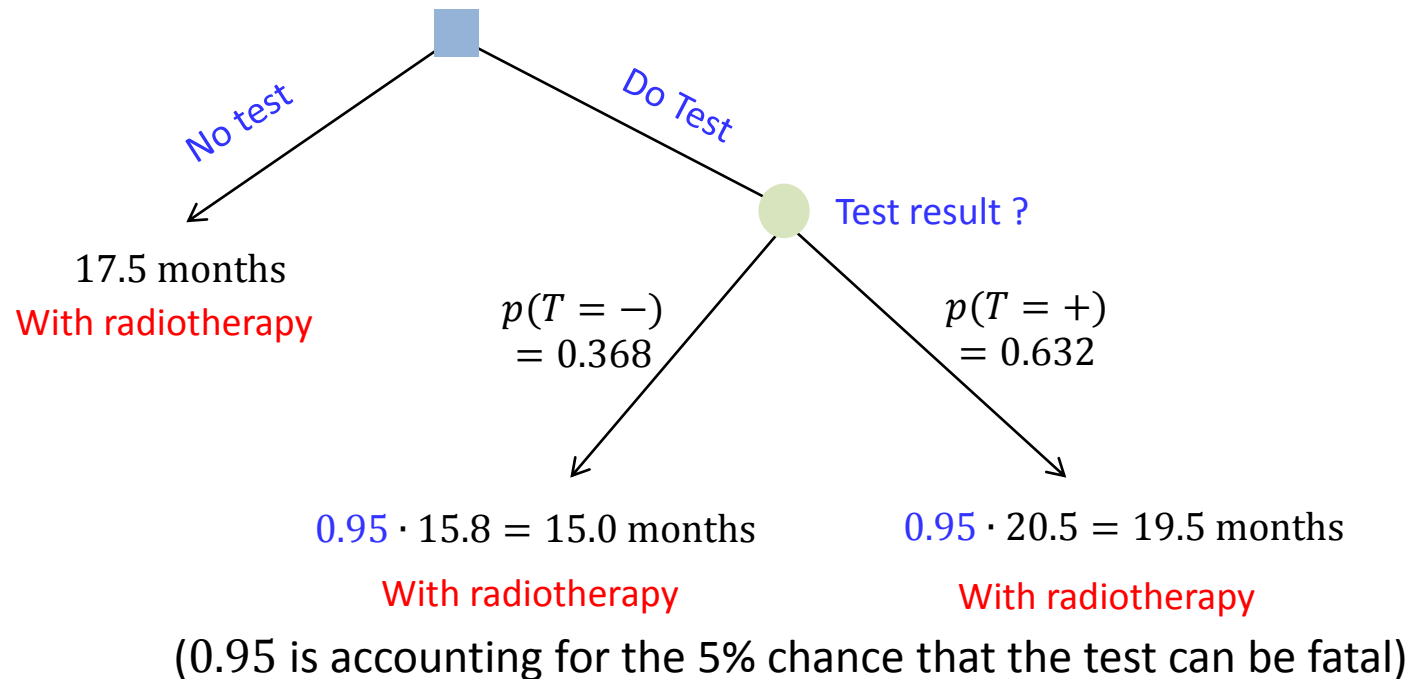 No test
Do Test
Test result ?
17.5 months
With radiotherapy
p(T = −)
= 0.368
p(T = +)
= 0.632
0.95 · 15.8 = 15.0 months
0.95 · 20.5 = 19.5 months
With radiotherapy
With radiotherapy
(0.95 is accounting for the 5% chance that the test can be fatal)